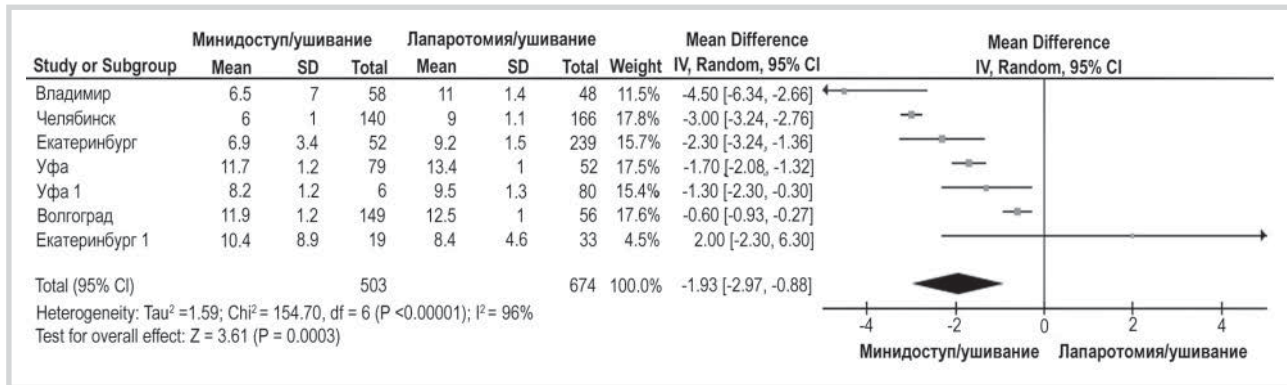 Минидоступ/ушивание Лапаротомия/ушивание Mean Difference Mean Difference
Study or Subgroup Mean SD Total Mean SD Total Weight IV, Random, 95% CI IV, Random, 95% CI
Владимир 6.5 7 58 11 1.4 48 11.5% -4.50 [-6.34, -2.66]
Челябинск 6 1 140 9 1.1 166 17.8% -3.00 [-3.24, -2.76]
Екатеринбург 6.9 3.4 52 9.2 1.5 239 15.7% -2.30 [-3.24, -1.36]
Уфа 11.7 1.2 79 13.4 1 52 17.5% -1.70 [-2.08, -1.32]
Уфа 1 8.2 1.2 6 9.5 1.3 80 15.4% -1.30 [-2.30, -0.30]
Волгоград 11.9 1.2 149 12.5 1 56 17.6% -0.60 [-0.93, -0.27]
Екатеринбург 1 10.4 8.9 19 8.4 4.6 33 4.5% 2.00 [-2.30, 6.30]
Total (95% CI) 503 674 100.0% -1.93 [-2.97, -0.88]
Heterogeneity: Tau² =1.59; Chi² = 154.70, df = 6 (P <0.00001); I² = 96%
Test for overall effect: Z = 3.61 (P = 0.0003)
-4 -2 0 2 4
Минидоступ/ушивание Лапаротомия/ушивание